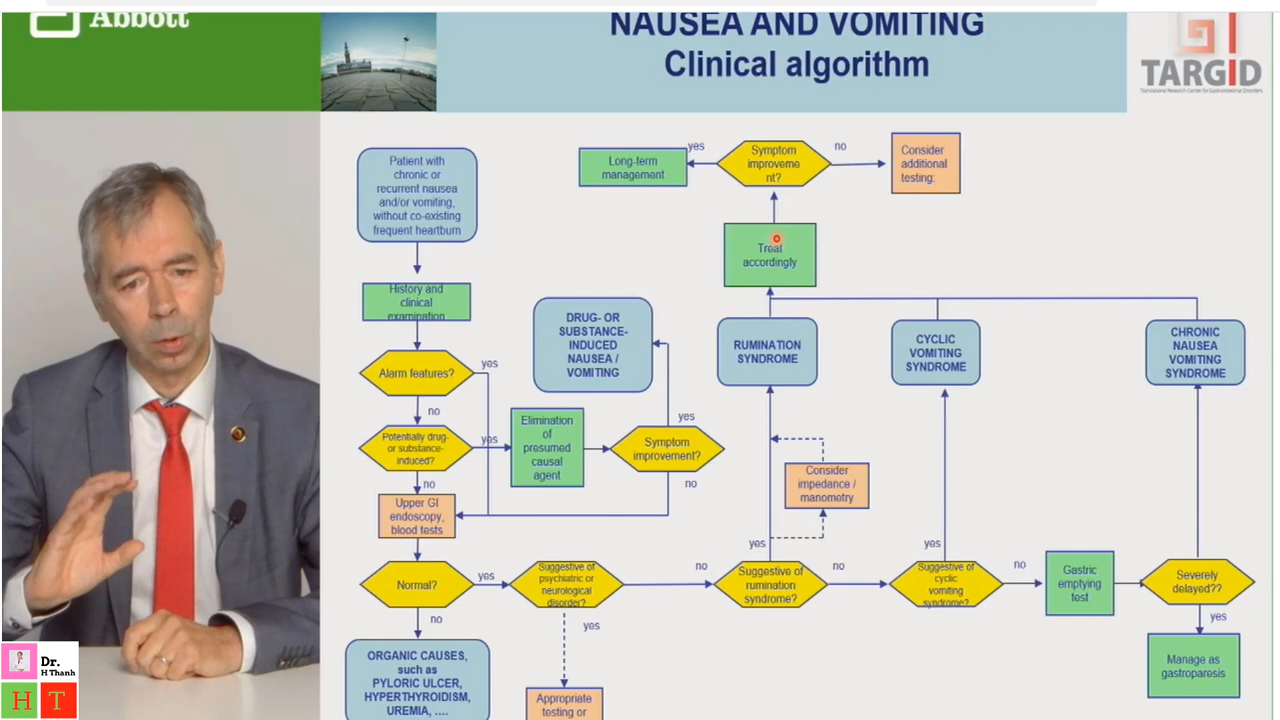 Abbott
NAUSEA AND VOMITING
Clinical algorithm
TARGID
Translational Research Center for Gastrointestinal Disorders
Patient with
chronic or
recurrent nausea
and/or vomiting,
without co-existing
frequent heartburn
History and
clinical
examination
Alarm features?
yes
no
Potentially drug-
or substance-
induced?
yes
no
Elimination
of
presumed
causal
agent
Symptom
improvement?
yes
no
DRUG- OR
SUBSTANCE-
INDUCED
NAUSEA /
VOMITING
Upper GI
endoscopy,
blood tests
Normal?
yes
no
ORGANIC CAUSES,
such as
PYLORIC ULCER,
HYPERTHYROIDISM,
UREMIA, ....
Suggestive of
psychiatric or
neurological
disorder?
yes
no
Appropriate
testing or
Suggestive of
rumination
syndrome?
yes
no
Consider
impedance /
manometry
RUMINATION
SYNDROME
Suggestive of
cyclic
vomiting
syndrome?
yes
no
CYCLIC
VOMITING
SYNDROME
Gastric
emptying
test
Severely
delayed??
yes
Manage as
gastroparesis
CHRONIC
NAUSEA
VOMITING
SYNDROME
Treat
accordingly
Symptom
improveme
nt?
yes
no
Long-term
management
Consider
additional
testing:
Dr.
H Thanh
H T